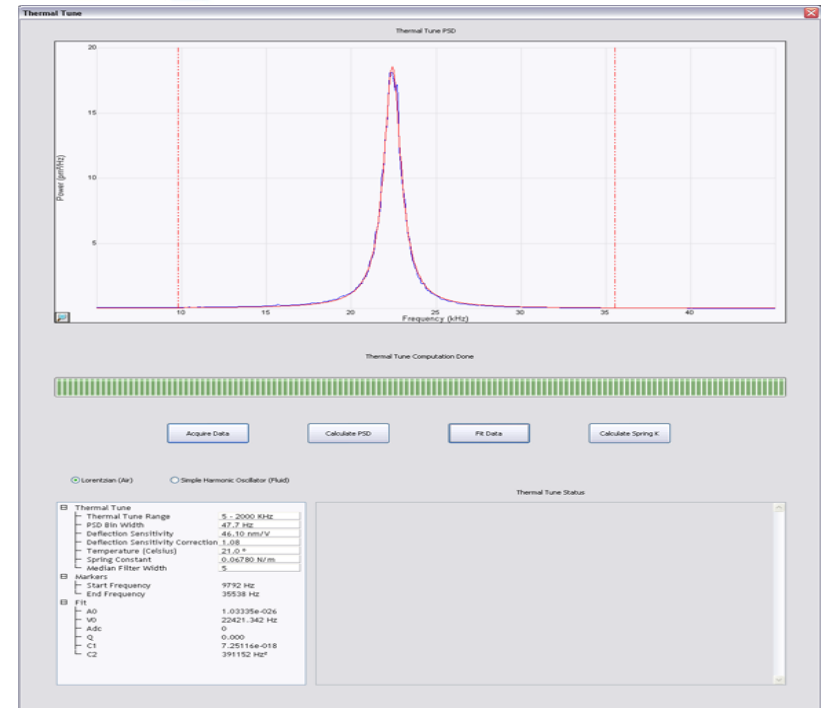 Thermal Tune
Thermal Tune PSD
20
15
10
5
Power (pm²/Hz)
10 15 20 25 30 35 40
Frequency (kHz)
Thermal Tune Computation Done
Acquire Data Calculate PSD Fit Data Calculate Spring K
Lorentzian (Air) Simple Harmonic Oscillator (Fluid)
Thermal Tune Status
Thermal Tune
Thermal Tune Range 5 - 2000 KHz
PSD Bin Width 47.7 Hz
Deflection Sensitivity 46.10 nm/V
Deflection Sensitivity Correction 1.08
Temperature (Celsius) 21.0 °
Spring Constant 0.06780 N/m
Median Filter Width 5
Markers
Start Frequency 9792 Hz
End Frequency 35538 Hz
Fit
A0 1.03335e-026
V0 22421.342 Hz
Adc 0
Q 0.000
C1 7.25116e-018
C2 391152 Hz²